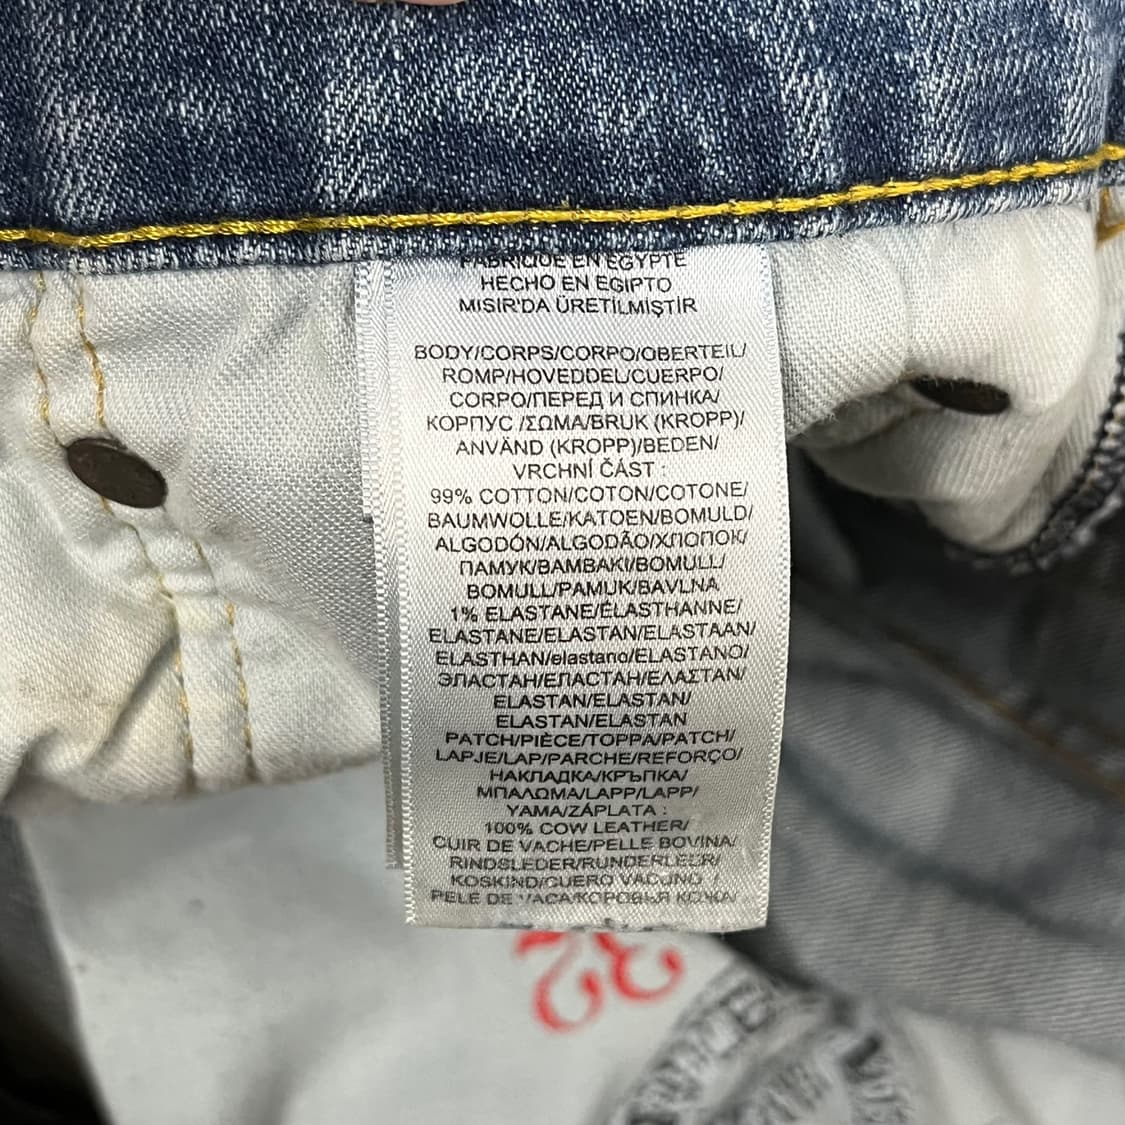 FABRIQUÉ EN EGYPTE
HECHO EN EGIPTO
MISIR'DA ÜRETİLMİŞTİR
BODY/CORPS/CORPO/OBERTEIL/
ROMP/HOVEDDEL/CUERPO/
CORPO/ПЕРЕД И СПИНКА/
КОРПУС /ΣΩΜΑ/BRUK (KROPP)/
ANVÄND (KROPP)/BEDEN/
VRCHNÍ ČÁST :
99% COTTON/COTON/COTONE/
BAUMWOLLE/KATOEN/BOMULD/
ALGODÓN/ALGODÃO/ХЛОПОК/
ПАМУК/ΒΑΜΒΑΚΙ/BOMULL/
BOMULL/PAMUK/BAVLNA
1% ELASTANE/ÉLASTHANNE/
ELASTANE/ELASTAN/ELASTAAN/
ELASTHAN/elastano/ELASTANO/
ЭЛАСТАН/ЕЛАСТАН/ΕΛΑΣΤΑΝ/
ELASTAN/ELASTAN/
ELASTAN/ELASTAN
PATCH/PIÈCE/TOPPA/PATCH/
LAPJE/LAP/PARCHE/REFORÇO/
НАКЛАДКА/КРЪПКА/
ΜΠΑΛΩΜΑ/LAPP/LAPP/
YAMA/ZÁPLATA :
100% COW LEATHER/
CUIR DE VACHE/PELLE BOVINA/
RINDSLEDER/RUNDERLEER/
KOSKIND/CUERO VACUNO /
PELE DE VACA/КОРОВЬЯ КОЖА/
32